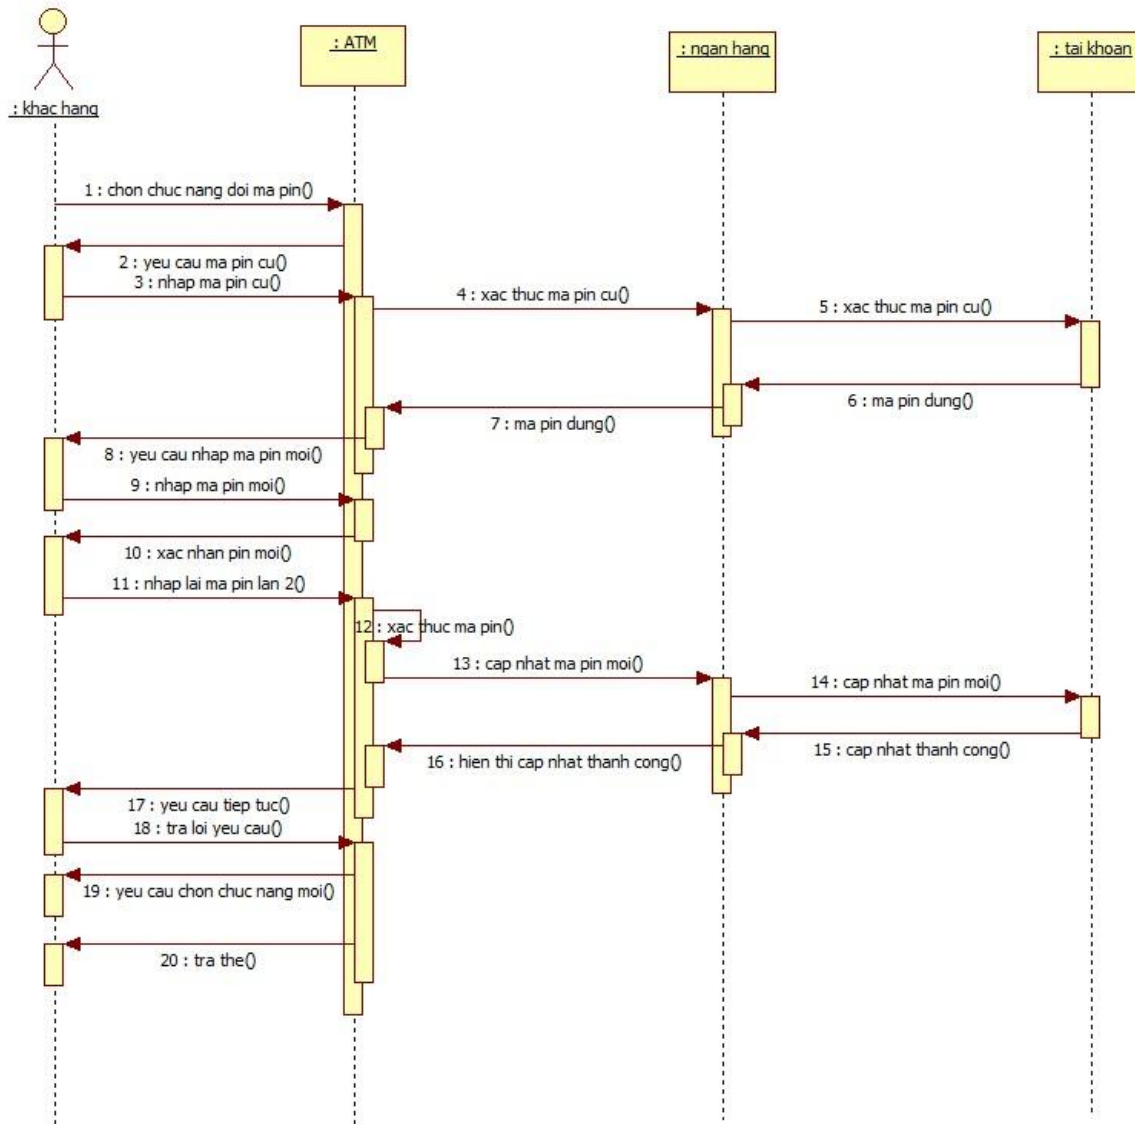 : khac hang
: ATM
: ngan hang
: tai khoan
1 : chon chuc nang doi ma pin()
2 : yeu cau ma pin cu()
3 : nhap ma pin cu()
4 : xac thuc ma pin cu()
5 : xac thuc ma pin cu()
6 : ma pin dung()
7 : ma pin dung()
8 : yeu cau nhap ma pin moi()
9 : nhap ma pin moi()
10 : xac nhan pin moi()
11 : nhap lai ma pin lan 2()
12 : xac thuc ma pin()
13 : cap nhat ma pin moi()
14 : cap nhat ma pin moi()
15 : cap nhat thanh cong()
16 : hien thi cap nhat thanh cong()
17 : yeu cau tiep tuc()
18 : tra loi yeu cau()
19 : yeu cau chon chuc nang moi()
20 : tra the()